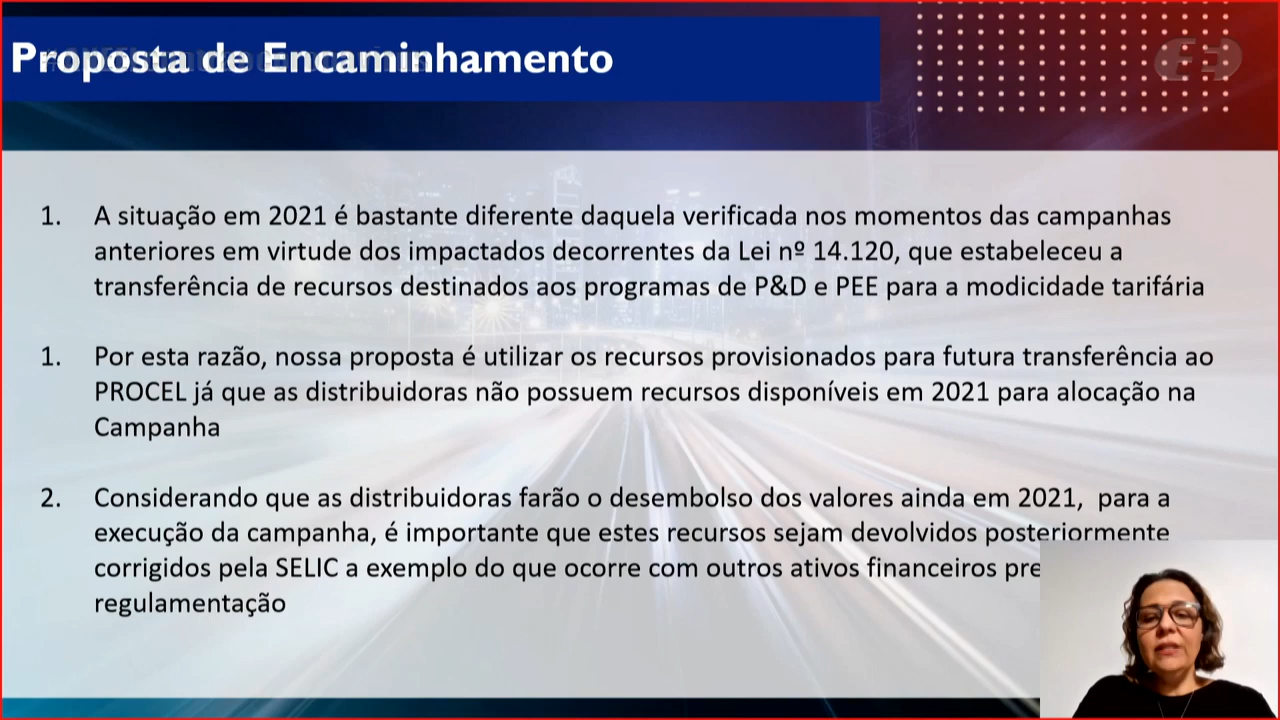 Proposta de Encaminhamento
1. A situação em 2021 é bastante diferente daquela verificada nos momentos das campanhas
anteriores em virtude dos impactados decorrentes da Lei nº 14.120, que estabeleceu a
transferência de recursos destinados aos programas de P&D e PEE para a modicidade tarifária
1. Por esta razão, nossa proposta é utilizar os recursos provisionados para futura transferência ao
PROCEL já que as distribuidoras não possuem recursos disponíveis em 2021 para alocação na
Campanha
2. Considerando que as distribuidoras farão o desembolso dos valores ainda em 2021, para a
execução da campanha, é importante que estes recursos sejam devolvidos posteriormente
corrigidos pela SELIC a exemplo do que ocorre com outros ativos financeiros pre
regulamentação